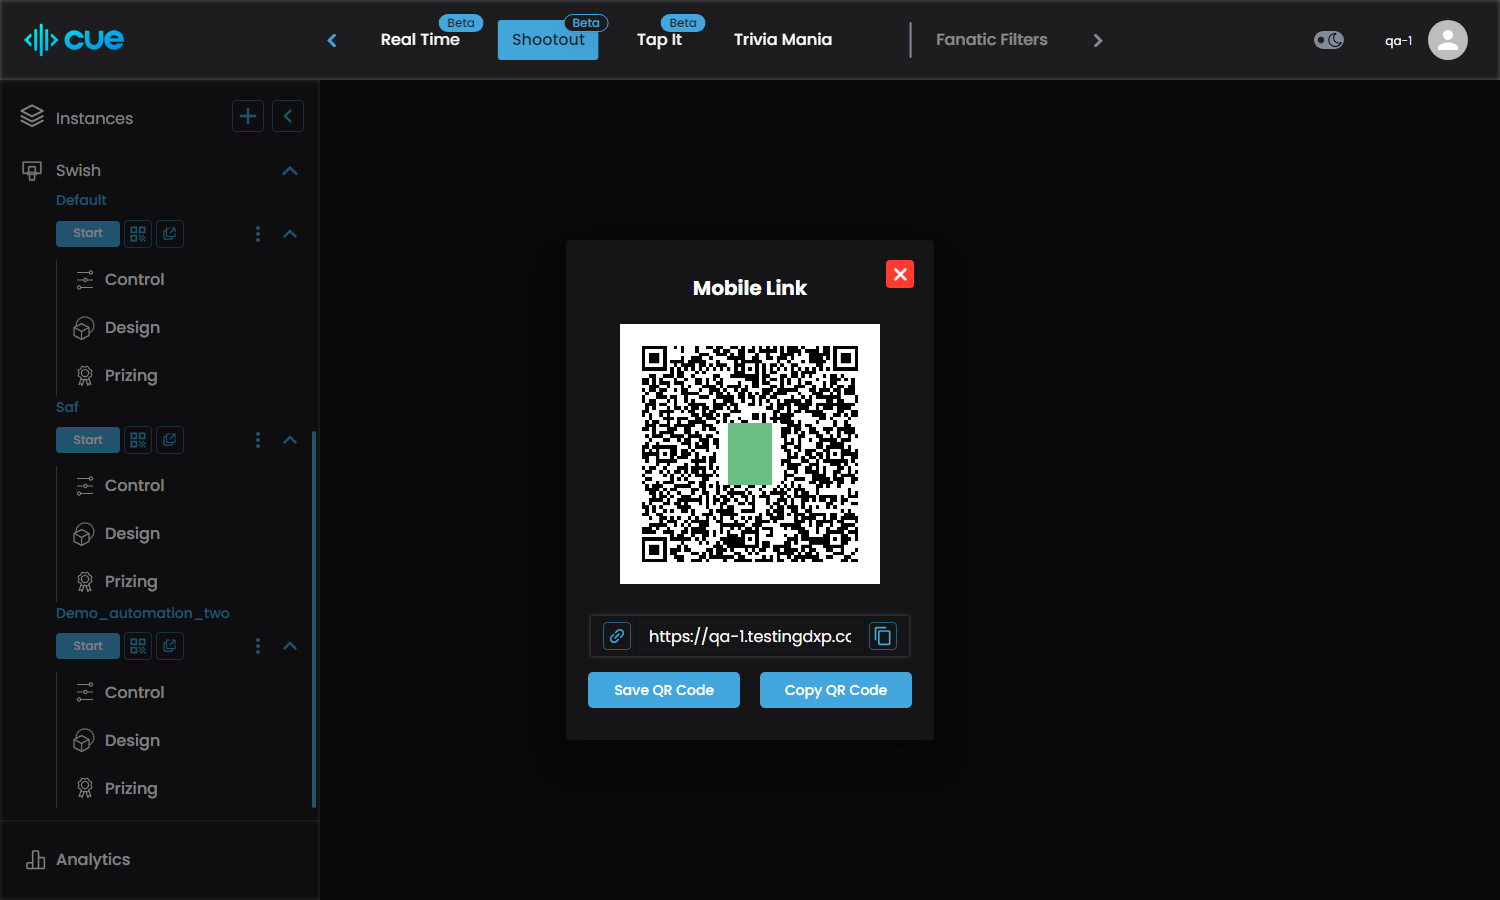 cue
Real Time
Beta
Shootout
Beta
Tap It
Beta
Trivia Mania
Fanatic Filters
qa-1
Instances
Swish
Default
Start
Control
Design
Prizing
Saf
Start
Control
Design
Prizing
Demo_automation_two
Start
Control
Design
Prizing
Analytics
Mobile Link
https://qa-1.testingdxp.cc
Save QR Code
Copy QR Code